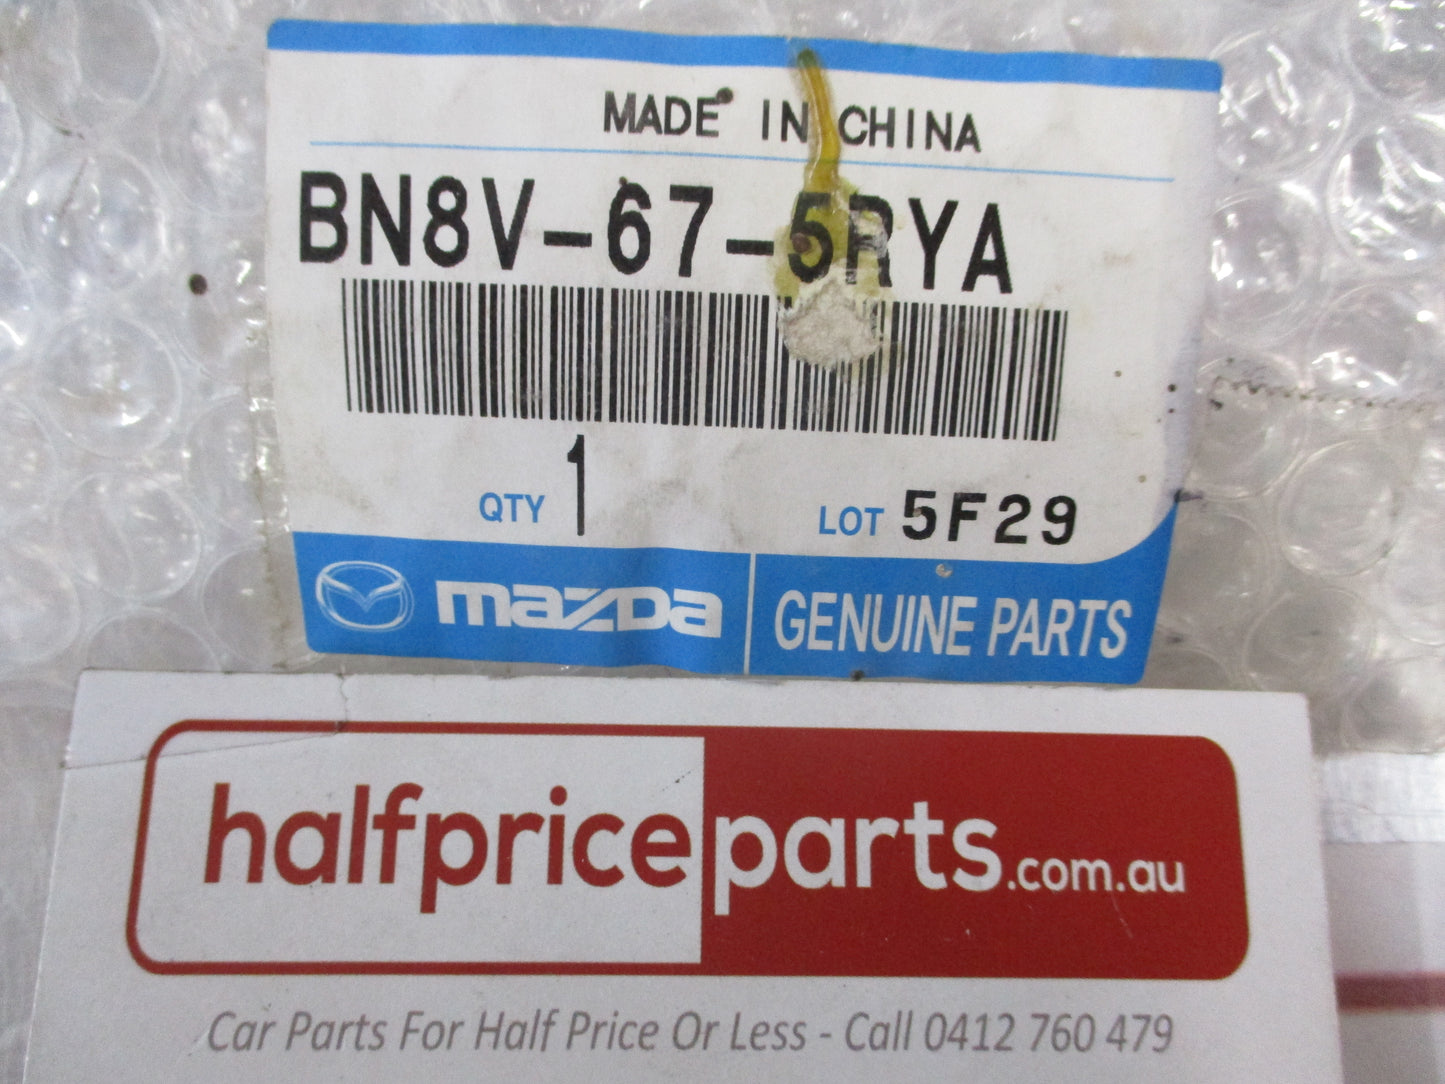 MADE IN CHINA
BN8V-67-5RYA
QTY 1 LOT 5F29
mazda GENUINE PARTS
halfpriceparts.com.au
Car Parts For Half Price Or Less - Call 0412 760 479